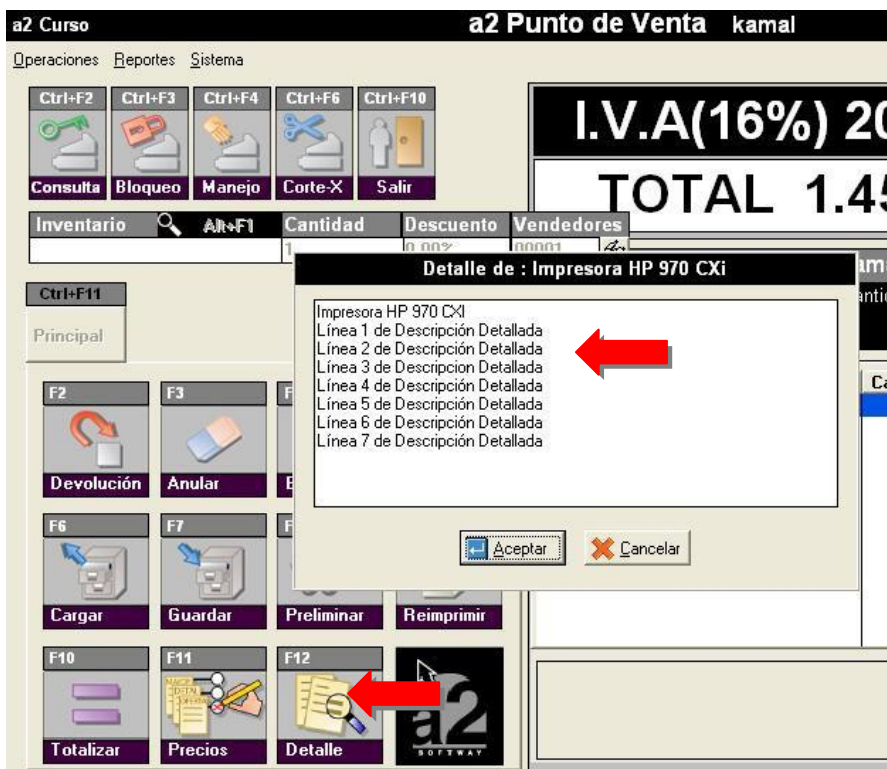 a2 Curso a2 Punto de Venta kamal
Operaciones Reportes Sistema
Ctrl+F2 Ctrl+F3 Ctrl+F4 Ctrl+F6 Ctrl+F10
Consulta Bloqueo Manejo Corte-X Salir
I.V.A(16%) 20
TOTAL 1.45
Inventario Alt+F1 Cantidad Descuento Vendedores
1 0.00% 00001
Detalle de : Impresora HP 970 CXi
Impresora HP 970 CXI
Línea 1 de Descripción Detallada
Línea 2 de Descripción Detallada
Línea 3 de Descripcion Detallada
Línea 4 de Descripción Detallada
Línea 5 de Descripción Detallada
Línea 6 de Descripción Detallada
Línea 7 de Descripción Detallada
Aceptar Cancelar
Ctrl+F11
Principal
F2 F3
Devolución Anular
F6 F7
Cargar Guardar Preliminar Reimprimir
F10 F11 F12
Totalizar Precios Detalle
a2
SOFTWAY